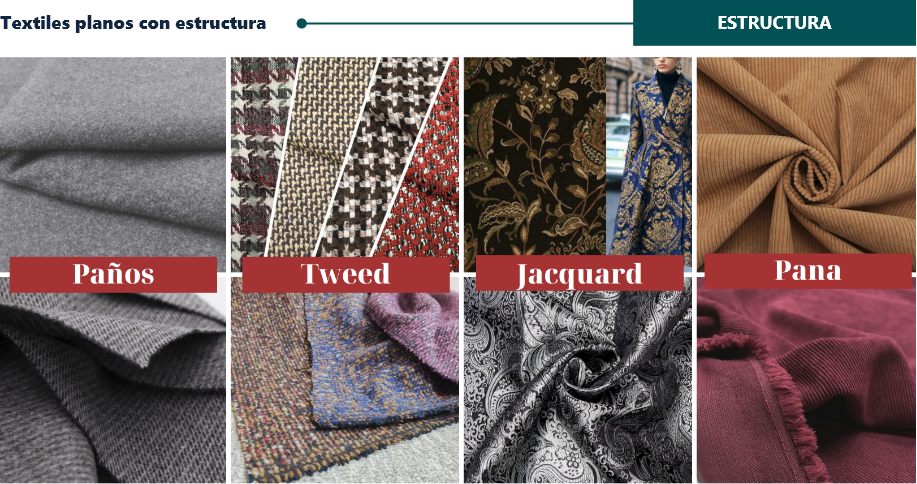 Textiles planos con estructura
ESTRUCTURA
Paños
Tweed
Jacquard
Pana